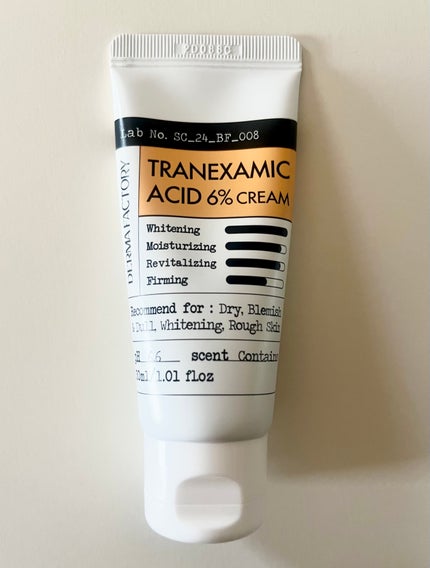 Lab No. SC_24_BF_008
DERMAFACTORY
TRANEXAMIC
ACID 6% CREAM
Whitening
Moisturizing
Revitalizing
Firming
Recommend for : Dry, Blemish
& Dull, Whitening, Rough Skin
scent Contains
1.01 floz